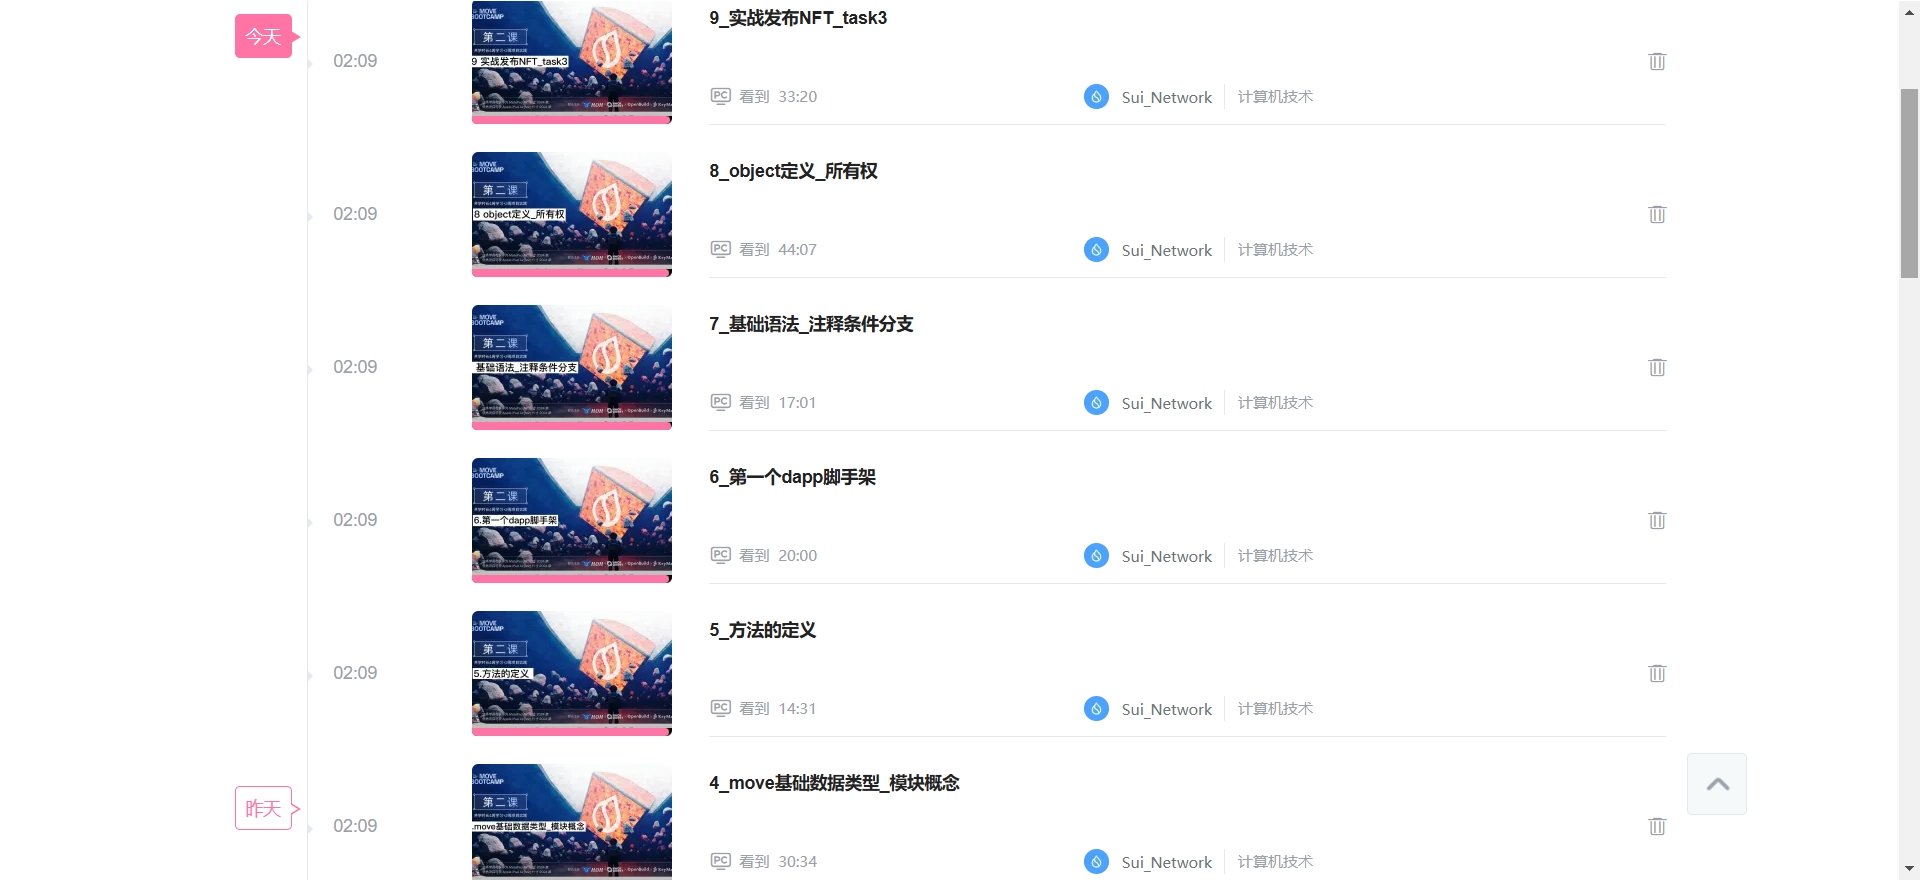 今天
02:09
MOVE
BOOTCAMP
第二课
9 实战发布NFT_task3
9_实战发布NFT_task3
PC 看到 33:20
Sui_Network
计算机技术
02:09
MOVE
BOOTCAMP
第二课
8 object定义_所有权
8_object定义_所有权
PC 看到 44:07
Sui_Network
计算机技术
02:09
MOVE
BOOTCAMP
第二课
基础语法_注释条件分支
7_基础语法_注释条件分支
PC 看到 17:01
Sui_Network
计算机技术
02:09
MOVE
BOOTCAMP
第二课
6.第一个dapp脚手架
6_第一个dapp脚手架
PC 看到 20:00
Sui_Network
计算机技术
02:09
MOVE
BOOTCAMP
第二课
5.方法的定义
5_方法的定义
PC 看到 14:31
Sui_Network
计算机技术
昨天
02:09
MOVE
BOOTCAMP
第二课
.move基础数据类型_模块概念
4_move基础数据类型_模块概念
PC 看到 30:34
Sui_Network
计算机技术